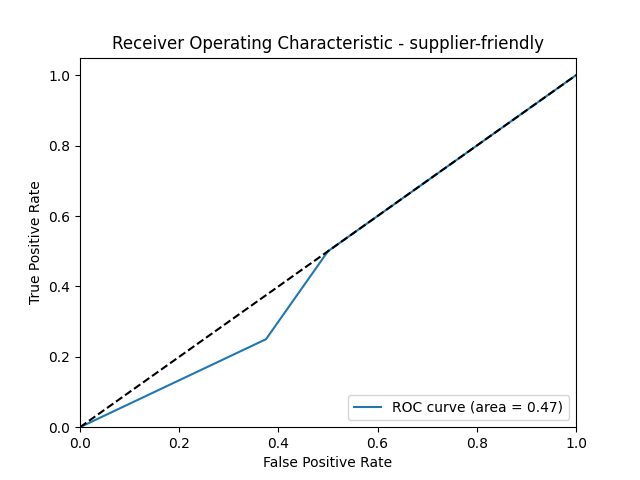 Receiver Operating Characteristic - supplier-friendly
1.0
0.8
0.6
0.4
0.2
0.0
True Positive Rate
ROC curve (area = 0.47)
0.0 0.2 0.4 0.6 0.8 1.0
False Positive Rate